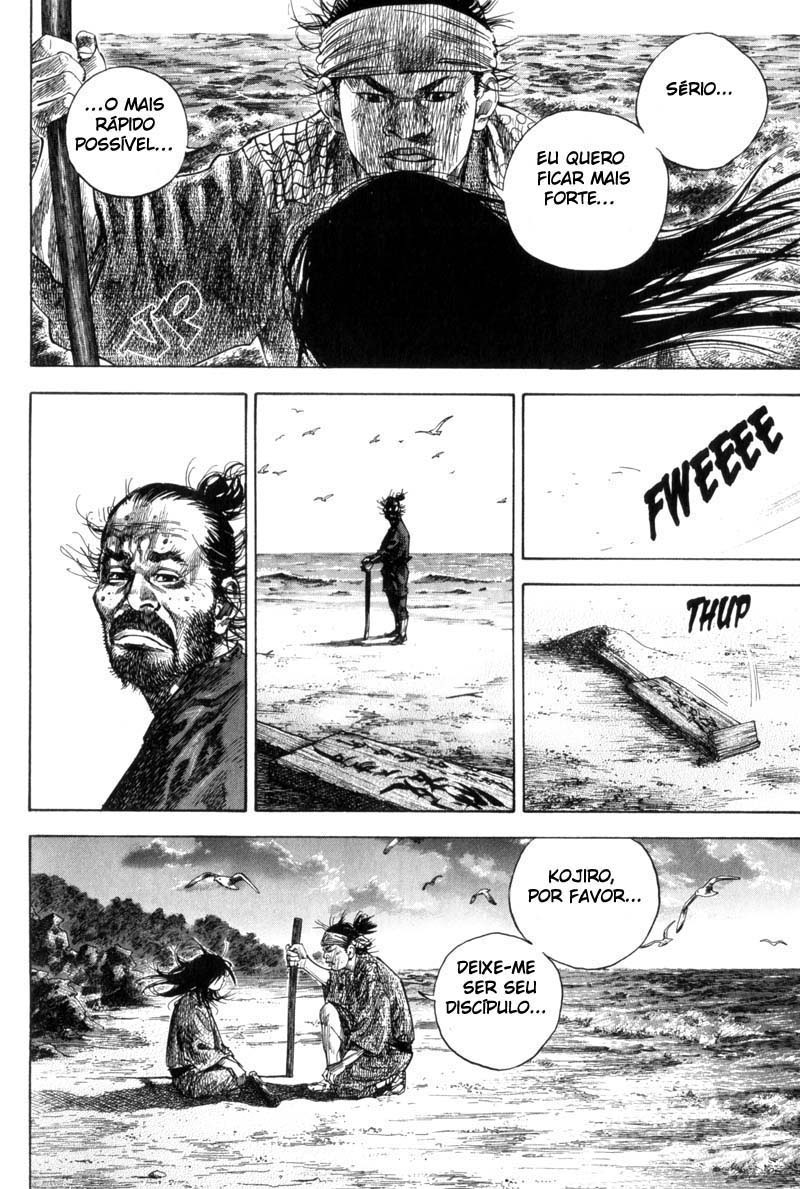 SÉRIO...
EU QUERO
FICAR MAIS
FORTE...
...O MAIS
RÁPIDO
POSSÍVEL...
FWEEEE
THUP
KOJIRO,
POR FAVOR...
DEIXE-ME
SER SEU
DISCÍPULO...